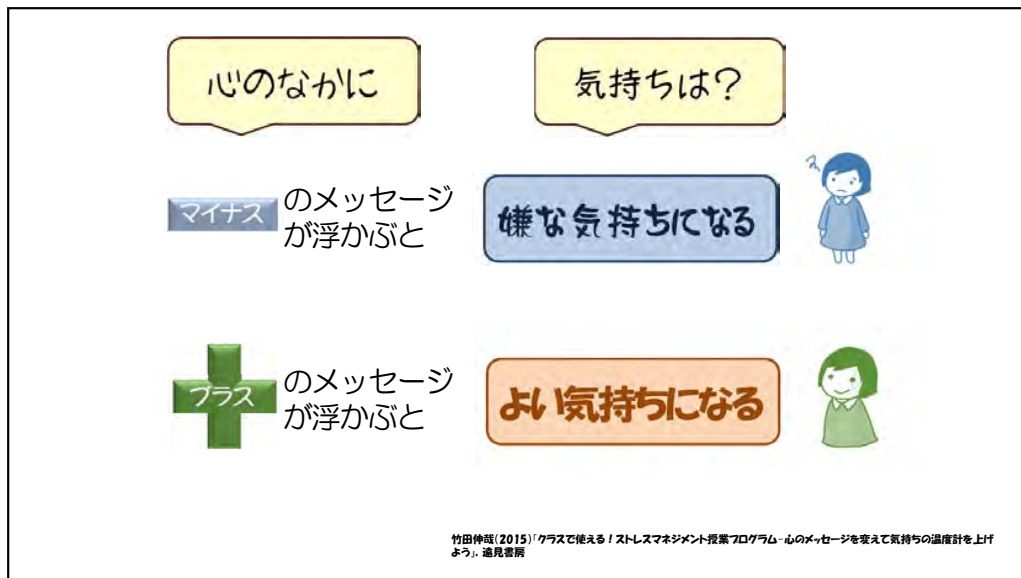 心のなかに
気持ちは?
マイナス のメッセージ
が浮かぶと
嫌な気持ちになる
プラス のメッセージ
が浮かぶと
よい気持ちになる
竹田伸哉(2015)「クラスで使える!ストレスマネジメント授業プログラム-心のメッセージを変えて気持ちの温度計を上げ
よう」. 遠見書房